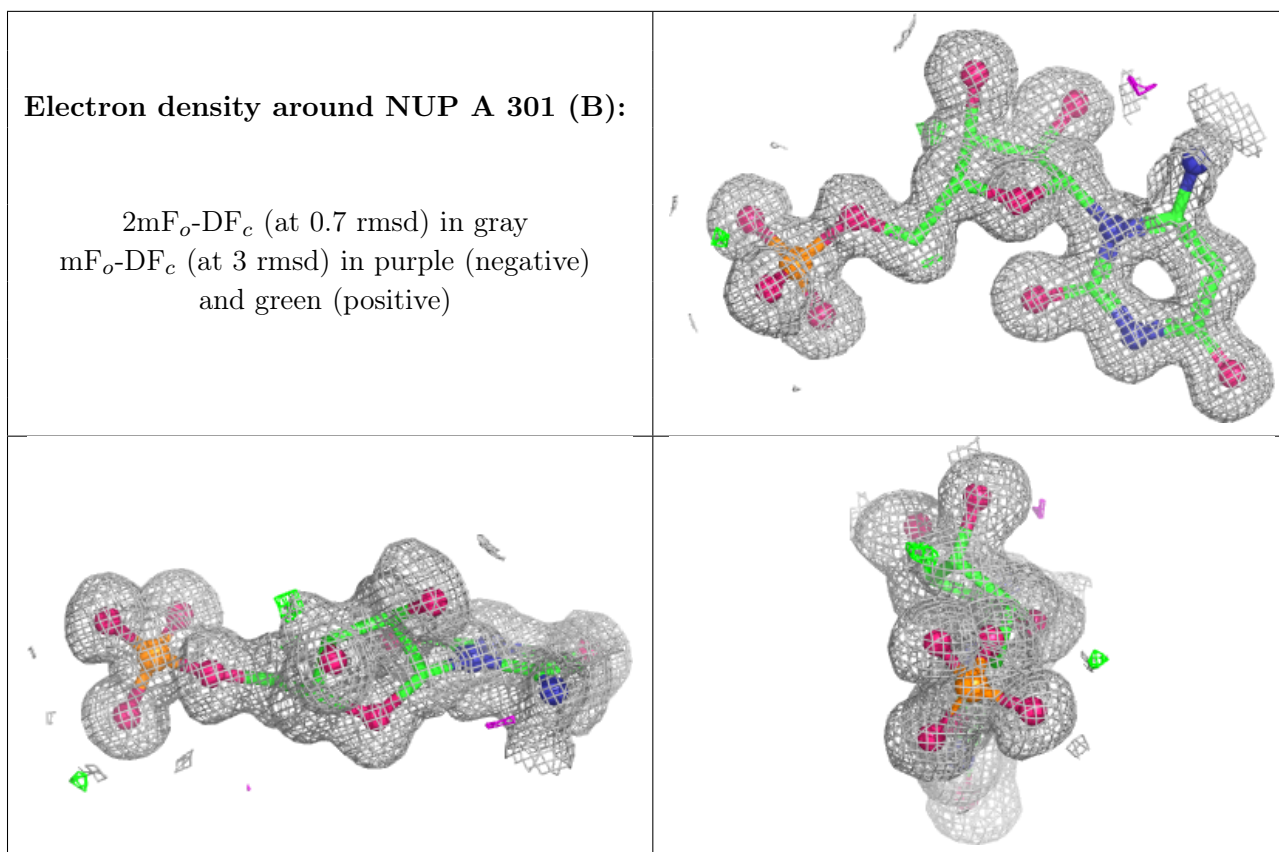 Electron density around NUP A 301 (B):
2mFₒ-DF𝒸 (at 0.7 rmsd) in gray
mFₒ-DF𝒸 (at 3 rmsd) in purple (negative)
and green (positive)